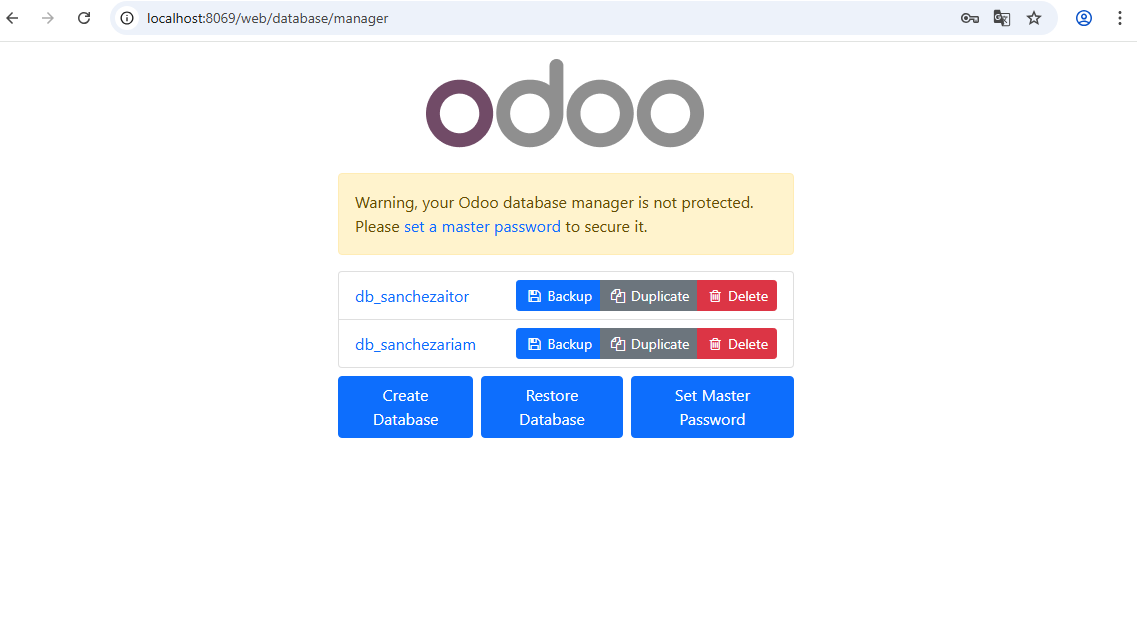 localhost:8069/web/database/manager
odoo
Warning, your Odoo database manager is not protected.
Please set a master password to secure it.
db_sanchezaitor Backup Duplicate Delete
db_sanchezariam Backup Duplicate Delete
Create
Database
Restore
Database
Set Master
Password